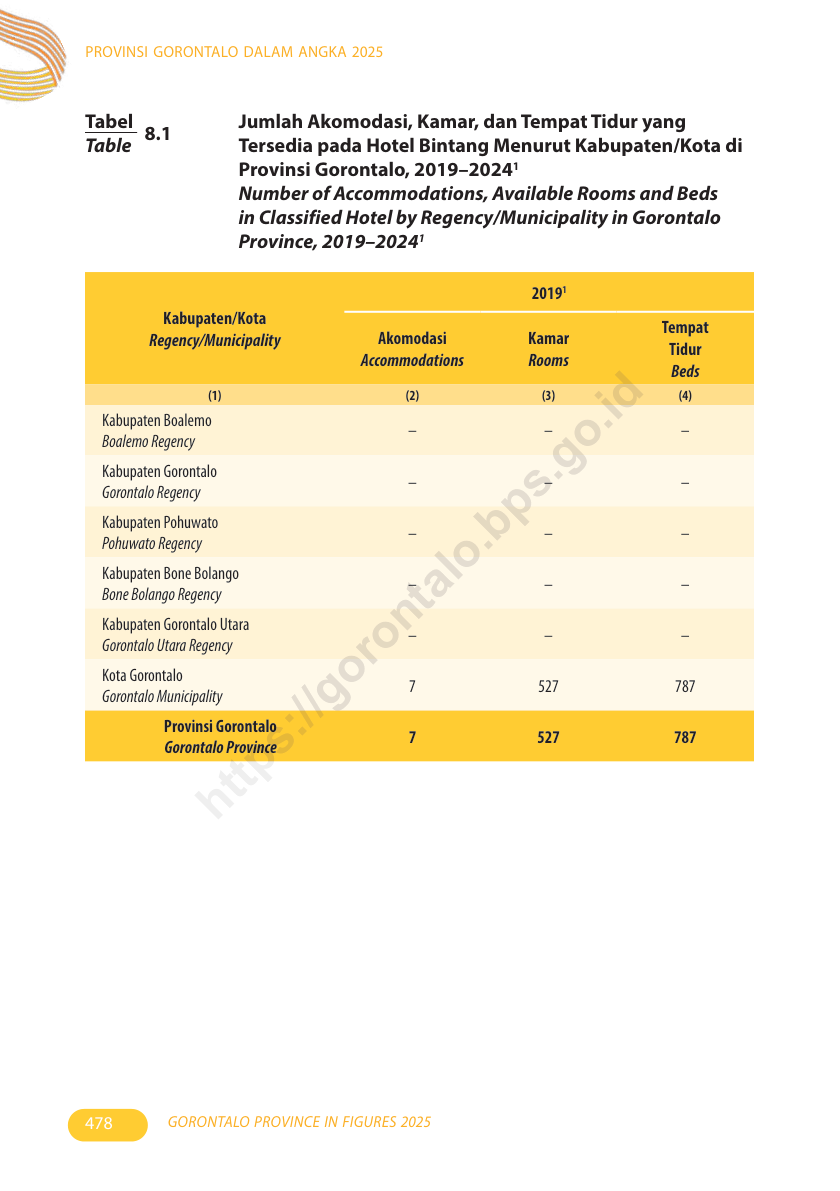 PROVINSI GORONTALO DALAM ANGKA 2025
Tabel
Table
8.1
Jumlah Akomodasi, Kamar, dan Tempat Tidur yang
Tersedia pada Hotel Bintang Menurut Kabupaten/Kota di
Provinsi Gorontalo, 2019–2024¹
Number of Accommodations, Available Rooms and Beds
in Classified Hotel by Regency/Municipality in Gorontalo
Province, 2019–2024¹
Kabupaten/Kota
Regency/Municipality
2019¹
Akomodasi
Accommodations
Kamar
Rooms
Tempat
Tidur
Beds
(1) (2) (3) (4)
Kabupaten Boalemo
Boalemo Regency
– – –
Kabupaten Gorontalo
Gorontalo Regency
– – –
Kabupaten Pohuwato
Pohuwato Regency
– – –
Kabupaten Bone Bolango
Bone Bolango Regency
– – –
Kabupaten Gorontalo Utara
Gorontalo Utara Regency
– – –
Kota Gorontalo
Gorontalo Municipality
7 527 787
Provinsi Gorontalo
Gorontalo Province
7 527 787
https://gorontalo.bps.go.id
478
GORONTALO PROVINCE IN FIGURES 2025